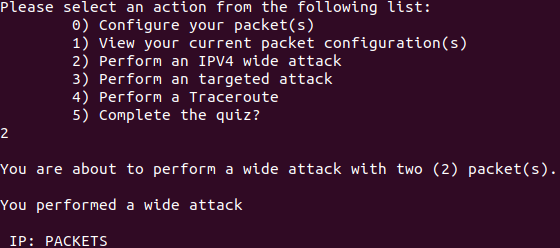 Please select an action from the following list:
0) Configure your packet(s)
1) View your current packet configuration(s)
2) Perform an IPV4 wide attack
3) Perform an targeted attack
4) Perform a Traceroute
5) Complete the quiz?
2
You are about to perform a wide attack with two (2) packet(s).
You performed a wide attack
IP: PACKETS